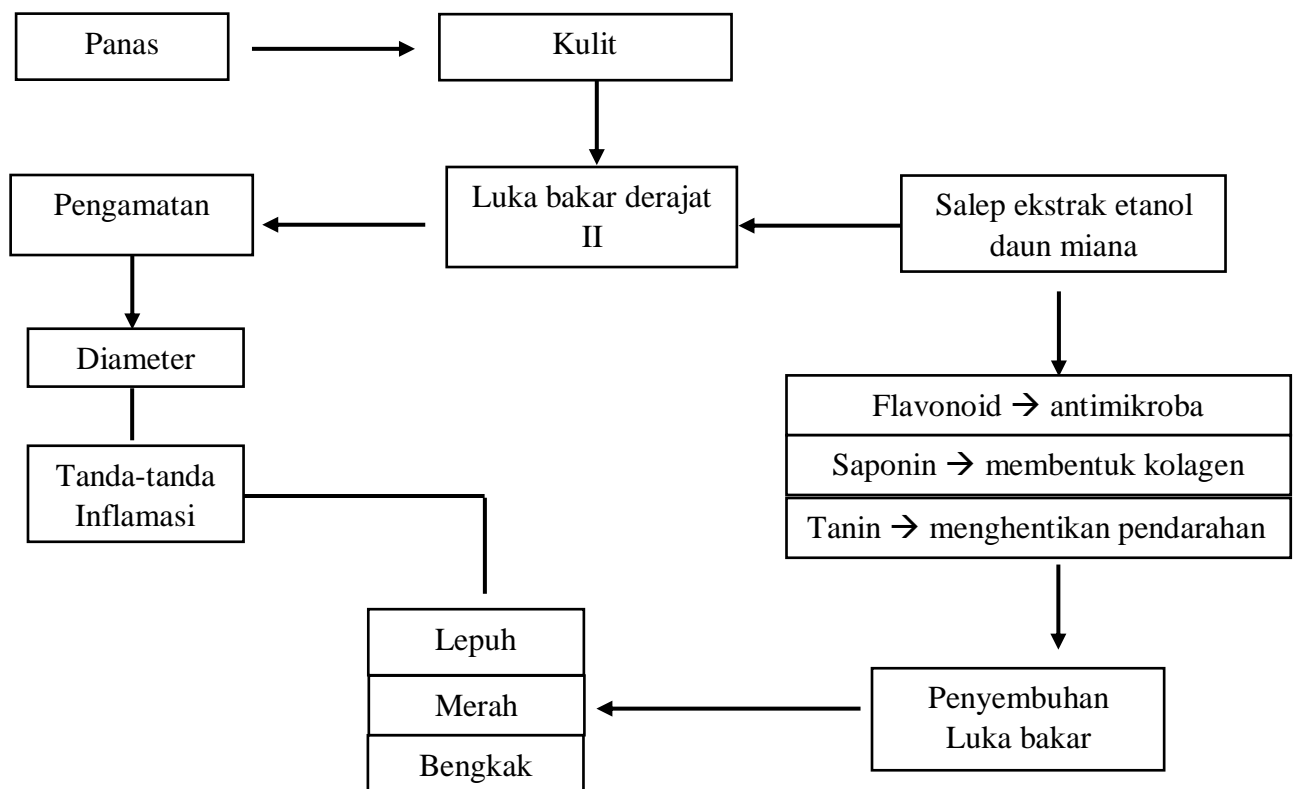 Panas
Kulit
Pengamatan
Luka bakar derajat
II
Salep ekstrak etanol
daun miana
Diameter
Flavonoid → antimikroba
Saponin → membentuk kolagen
Tanin → menghentikan pendarahan
Tanda-tanda
Inflamasi
Lepuh
Merah
Bengkak
Penyembuhan
Luka bakar